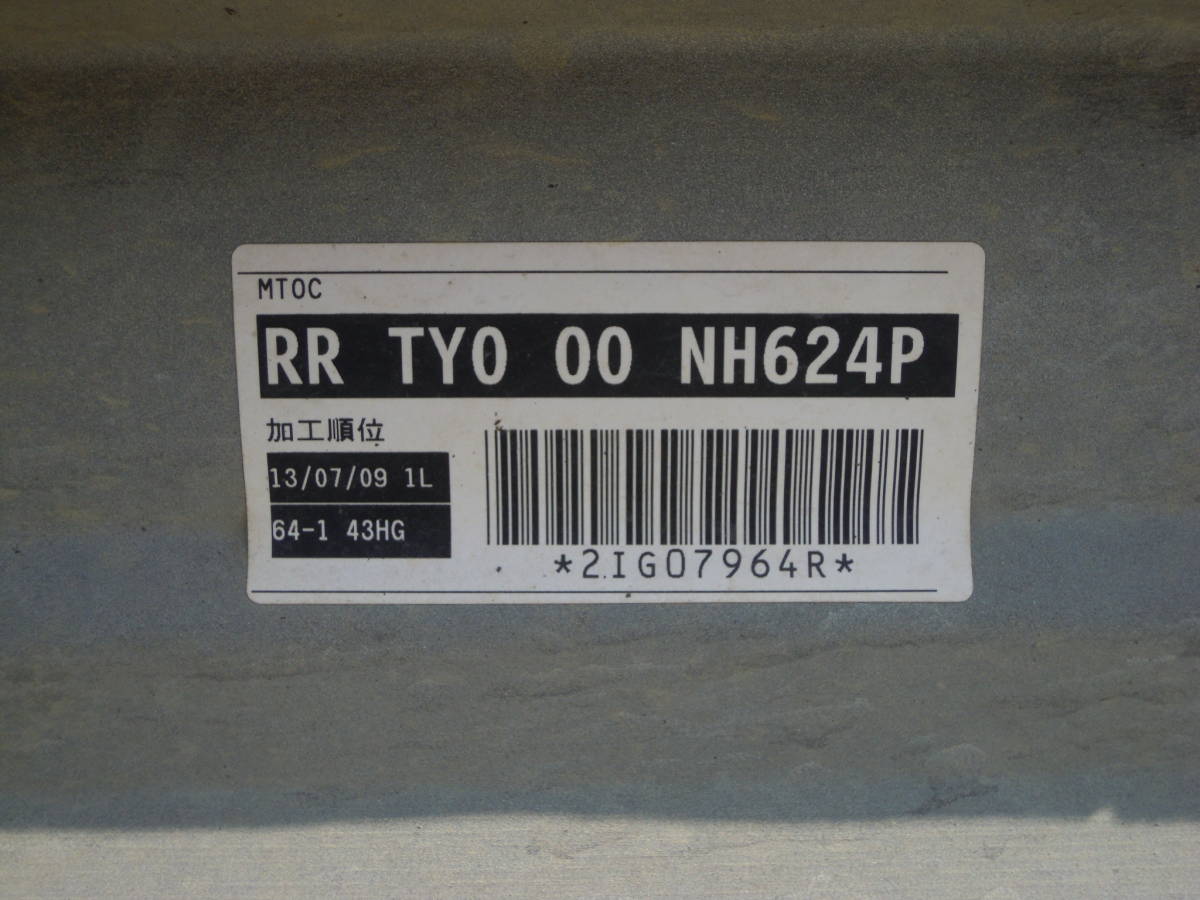 MTOC
RR TY0 00 NH624P
加工順位
13/07/09 1L
64-1 43HG
*2IG07964R*